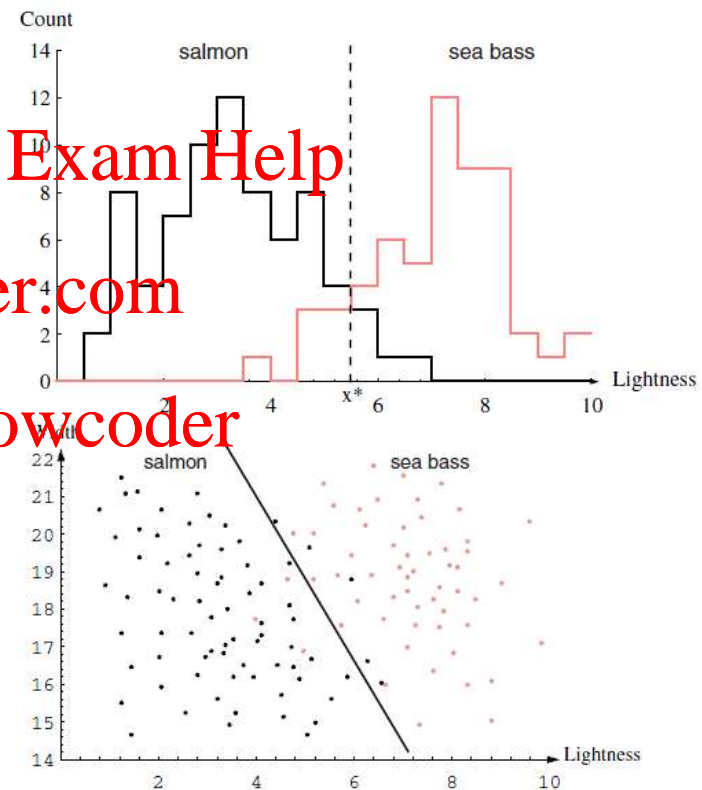 Count
14
salmon
sea bass
12
10
Exam Help
8
6
4
er.com
2
0
2
4
x*
6
8
10
Lightness
owcoder
Width
22
salmon
sea bass
21
20
19
18
17
16
15
14
Lightness
2
4
6
8
10